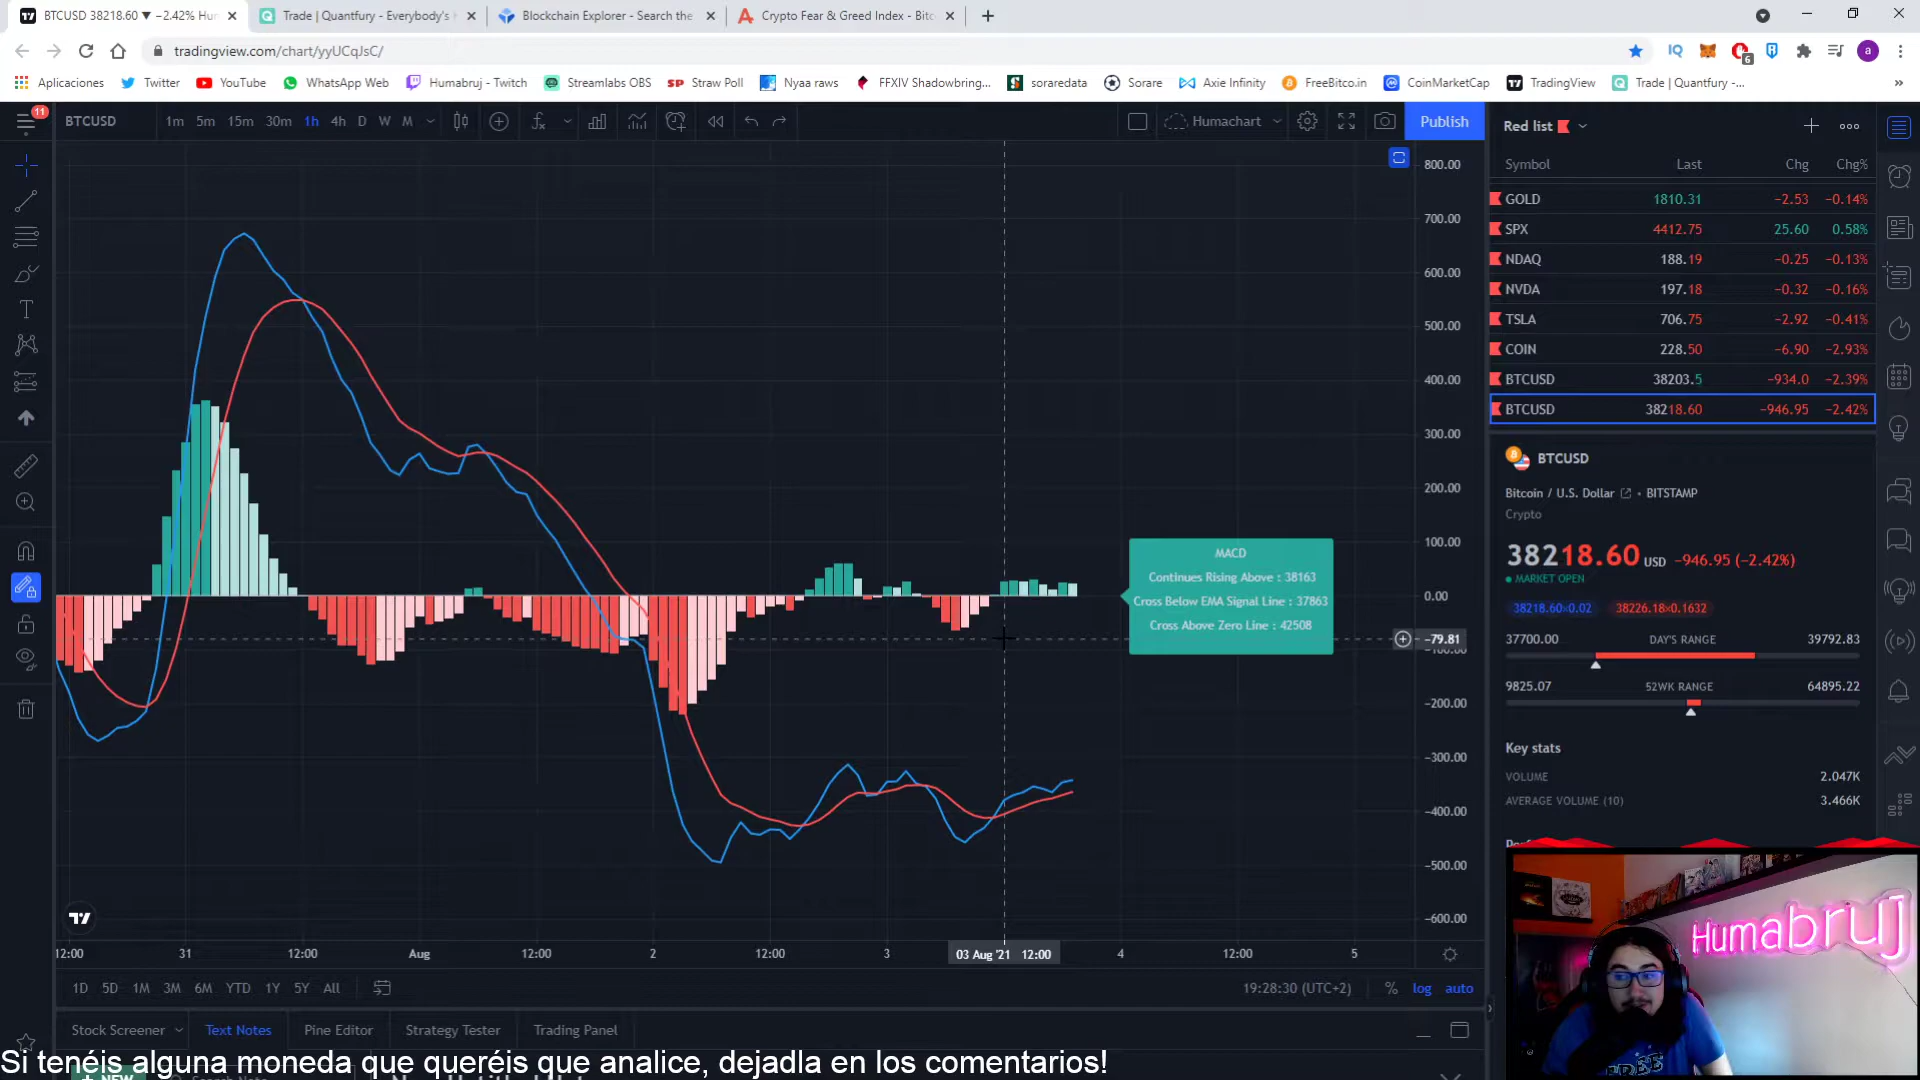 BTCUSD 38218.60 ▼ −2.42% Hum
Trade | Quantfury - Everybody's
Blockchain Explorer - Search the
Crypto Fear & Greed Index - Bitc
tradingview.com/chart/yyUCqJsC/
6
a
Aplicaciones
Twitter
YouTube
WhatsApp Web
Humabruj - Twitch
Streamlabs OBS
SP Straw Poll
Nyaa raws
FFXIV Shadowbring...
soraredata
Sorare
Axie Infinity
FreeBitco.in
CoinMarketCap
TradingView
Trade | Quantfury -...
»
11
BTCUSD
1m 5m 15m 30m 1h 4h D W M
Humachart
Publish
Red list
Symbol Last Chg Chg%
GOLD 1810.31 −2.53 −0.14%
SPX 4412.75 25.60 0.58%
NDAQ 188.19 −0.25 −0.13%
NVDA 197.18 −0.32 −0.16%
TSLA 706.75 −2.92 −0.41%
COIN 228.50 −6.90 −2.93%
BTCUSD 38203.5 −934.0 −2.39%
BTCUSD 38218.60 −946.95 −2.42%
BTCUSD
Bitcoin / U.S. Dollar • BITSTAMP
Crypto
38218.60 USD −946.95 (−2.42%)
MARKET OPEN
38218.60×0.02 38226.18×0.1632
37700.00 DAY'S RANGE 39792.83
9825.07 52WK RANGE 64895.22
Key stats
VOLUME 2.047K
AVERAGE VOLUME (10) 3.466K
800.00
700.00
600.00
500.00
400.00
300.00
200.00
100.00
0.00
−79.81
−100.00
−200.00
−300.00
−400.00
−500.00
−600.00
MACD
Continues Rising Above : 38163
Cross Below EMA Signal Line : 37863
Cross Above Zero Line : 42508
12:00 31 12:00 Aug 12:00 2 12:00 3 03 Aug '21 12:00 4 12:00 5
1D 5D 1M 3M 6M YTD 1Y 5Y All
19:28:30 (UTC+2) % log auto
Stock Screener Text Notes Pine Editor Strategy Tester Trading Panel
Humabruj
FREE
Si tenéis alguna moneda que queréis que analice, dejadla en los comentarios!